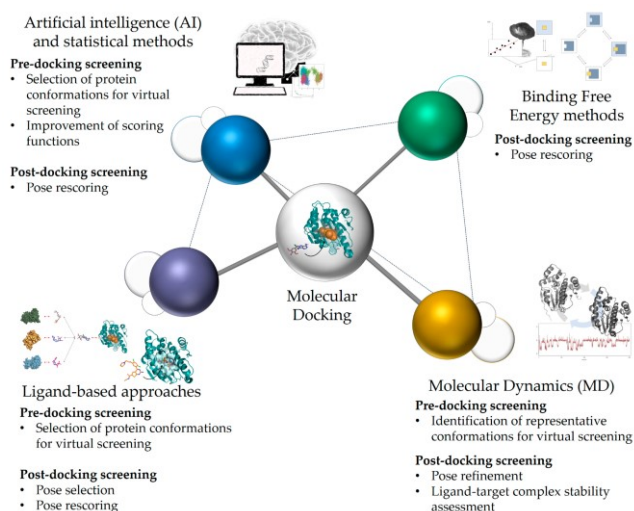 Artificial intelligence (AI)
and statistical methods
Pre-docking screening
• Selection of protein
conformations for virtual
screening
• Improvement of scoring
functions
Post-docking screening
• Pose rescoring
Binding Free
Energy methods
Post-docking screening
• Pose rescoring
Molecular
Docking
Ligand-based approaches
Pre-docking screening
• Selection of protein conformations
for virtual screening
Post-docking screening
• Pose selection
• Pose rescoring
Molecular Dynamics (MD)
Pre-docking screening
• Identification of representative
conformations for virtual screening
Post-docking screening
• Pose refinement
• Ligand-target complex stability
assessment